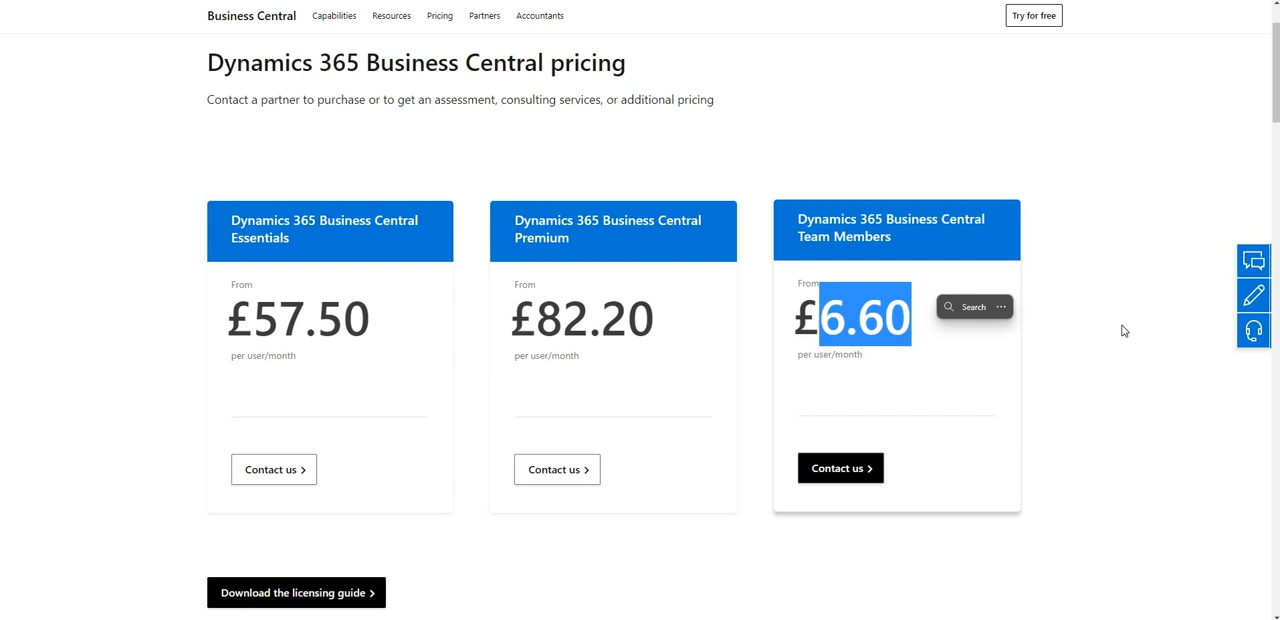 Business Central Capabilities Resources Pricing Partners Accountants Try for free
Dynamics 365 Business Central pricing
Contact a partner to purchase or to get an assessment, consulting services, or additional pricing
Dynamics 365 Business Central
Essentials
From
£57.50
per user/month
Contact us
Dynamics 365 Business Central
Premium
From
£82.20
per user/month
Contact us
Dynamics 365 Business Central
Team Members
From
£6.60
Search
per user/month
Contact us
Download the licensing guide